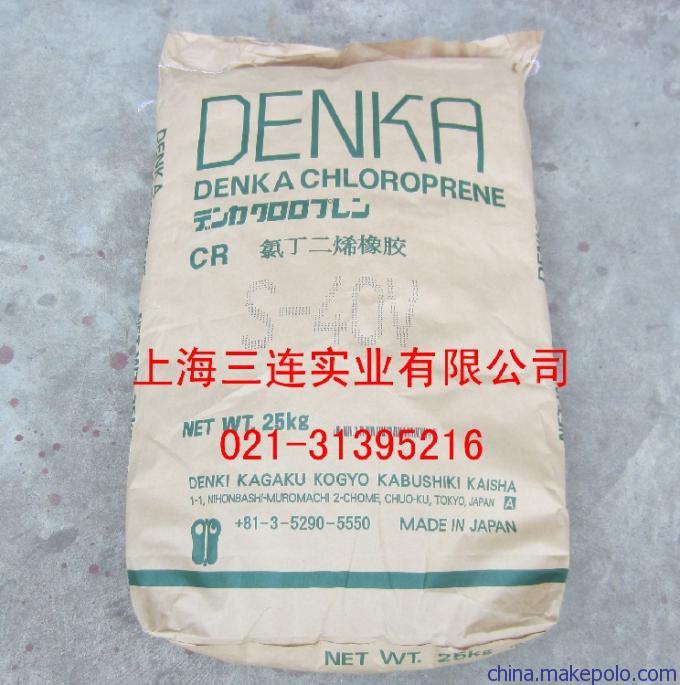 DENKA
DENKA CHLOROPRENE
デンカクロロプレン
CR 氯丁二烯橡胶
S-40V
上海三连实业有限公司
NET WT. 25kg
021-31395216
DENKI KAGAKU KOGYO KABUSHIKI KAISHA
1-1, NIHONBASHI-MUROMACHI 2-CHOME, CHUO-KU, TOKYO, JAPAN A
+81-3-5290-5550 MADE IN JAPAN
NET WT. 25kg
china.makepolo.com
DENKA